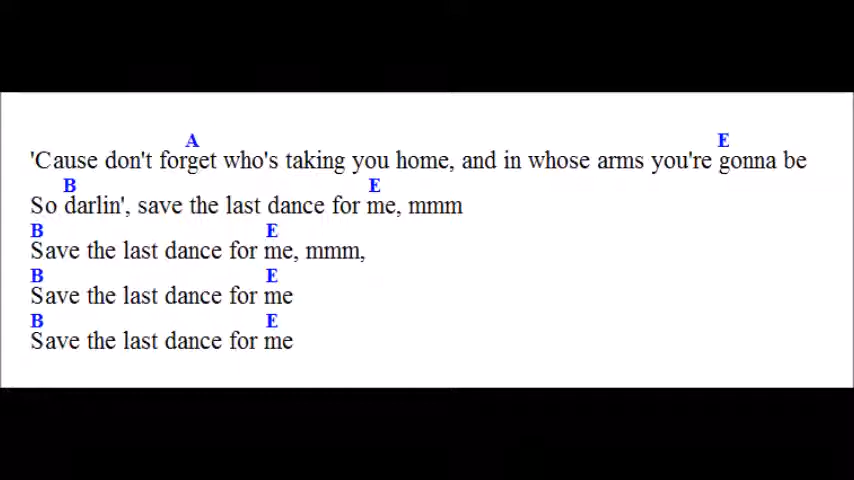 A E
'Cause don't forget who's taking you home, and in whose arms you're gonna be
B E
So darlin', save the last dance for me, mmm
B E
Save the last dance for me, mmm,
B E
Save the last dance for me
B E
Save the last dance for me